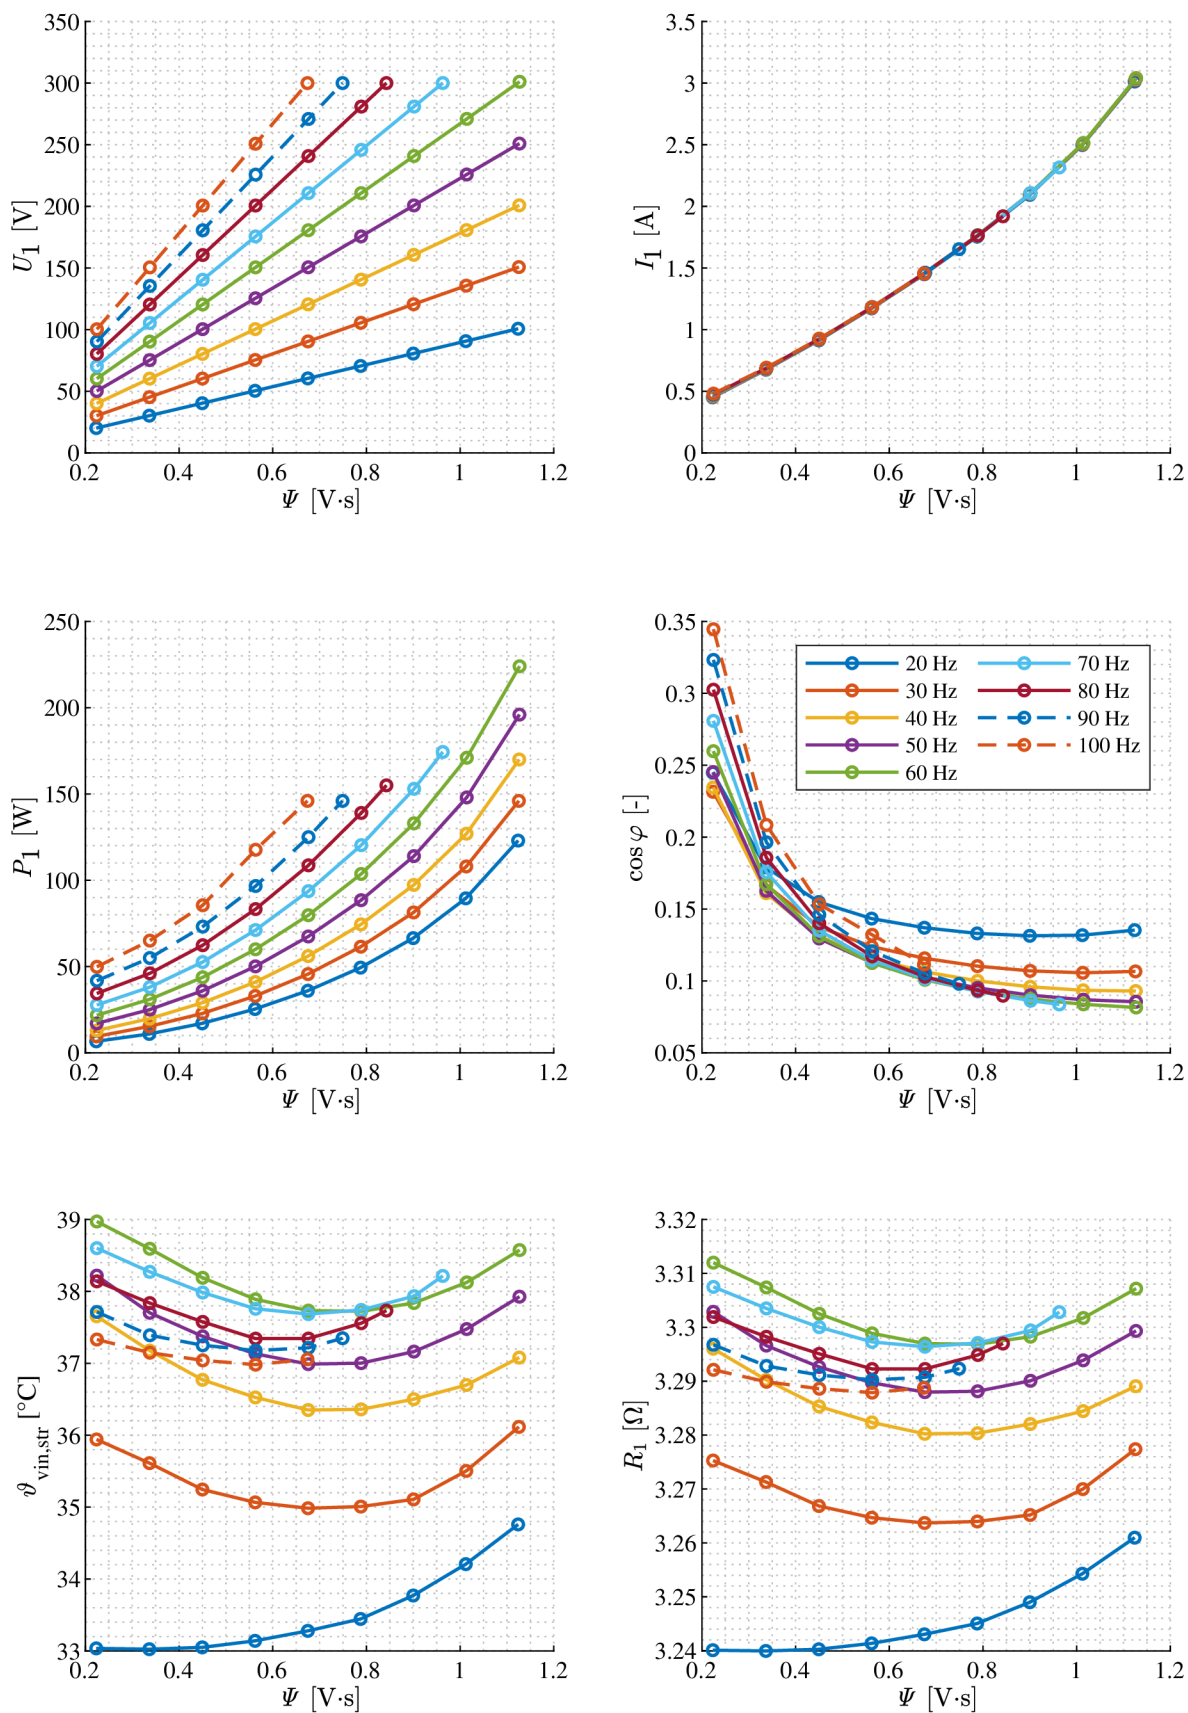 350
300
250
200
150
100
50
0
0.2 0.4 0.6 0.8 1 1.2
U1 [V]
Ψ [V·s]
3.5
3
2.5
2
1.5
1
0.5
0
0.2 0.4 0.6 0.8 1 1.2
I1 [A]
Ψ [V·s]
250
200
150
100
50
0
0.2 0.4 0.6 0.8 1 1.2
P1 [W]
Ψ [V·s]
0.35
0.3
0.25
0.2
0.15
0.1
0.05
0.2 0.4 0.6 0.8 1 1.2
cos φ [-]
Ψ [V·s]
20 Hz
30 Hz
40 Hz
50 Hz
60 Hz
70 Hz
80 Hz
90 Hz
100 Hz
39
38
37
36
35
34
33
0.2 0.4 0.6 0.8 1 1.2
ϑvin,str [°C]
Ψ [V·s]
3.32
3.31
3.3
3.29
3.28
3.27
3.26
3.25
3.24
0.2 0.4 0.6 0.8 1 1.2
R1 [Ω]
Ψ [V·s]